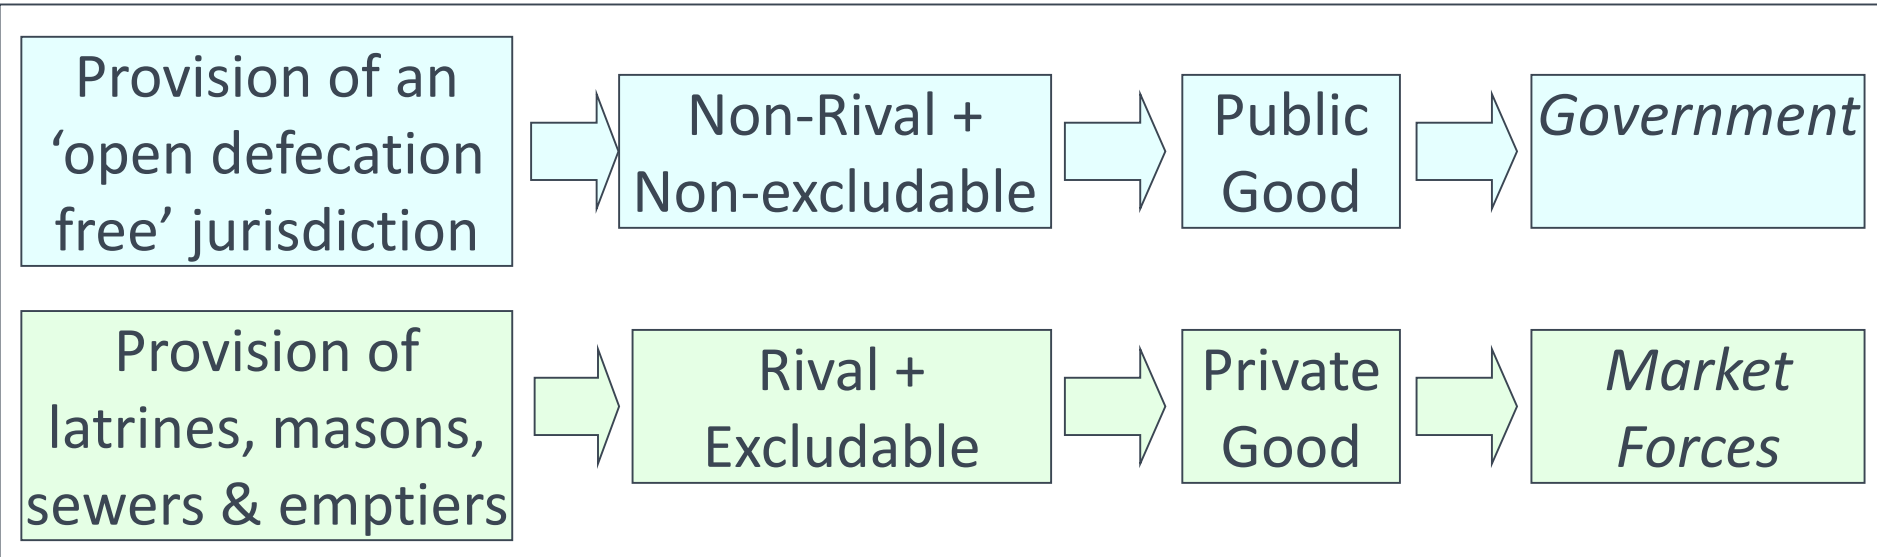 Provision of an
‘open defecation
free’ jurisdiction
Non-Rival +
Non-excludable
Public
Good
Government
Provision of
latrines, masons,
sewers & emptiers
Rival +
Excludable
Private
Good
Market
Forces